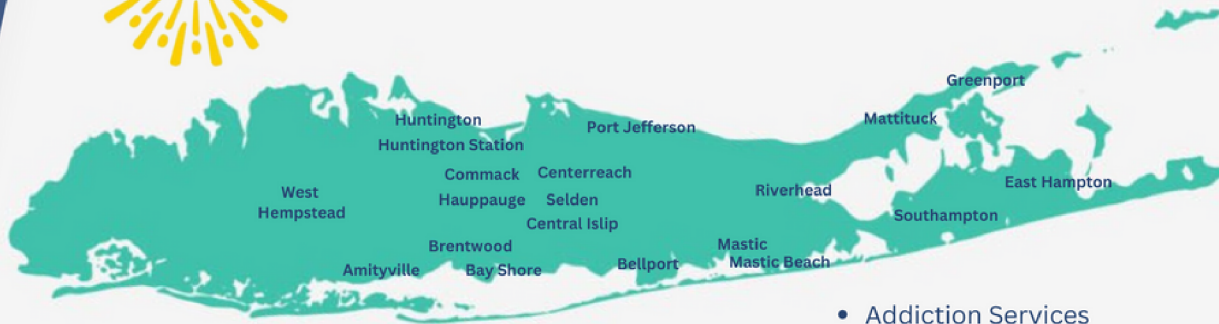 Greenport
Mattituck
Huntington
Port Jefferson
Huntington Station
Commack
Centerreach
West
Hempstead
Hauppauge
Selden
Riverhead
East Hampton
Central Islip
Southampton
Brentwood
Mastic
Amityville
Bay Shore
Bellport
Mastic Beach
• Addiction Services